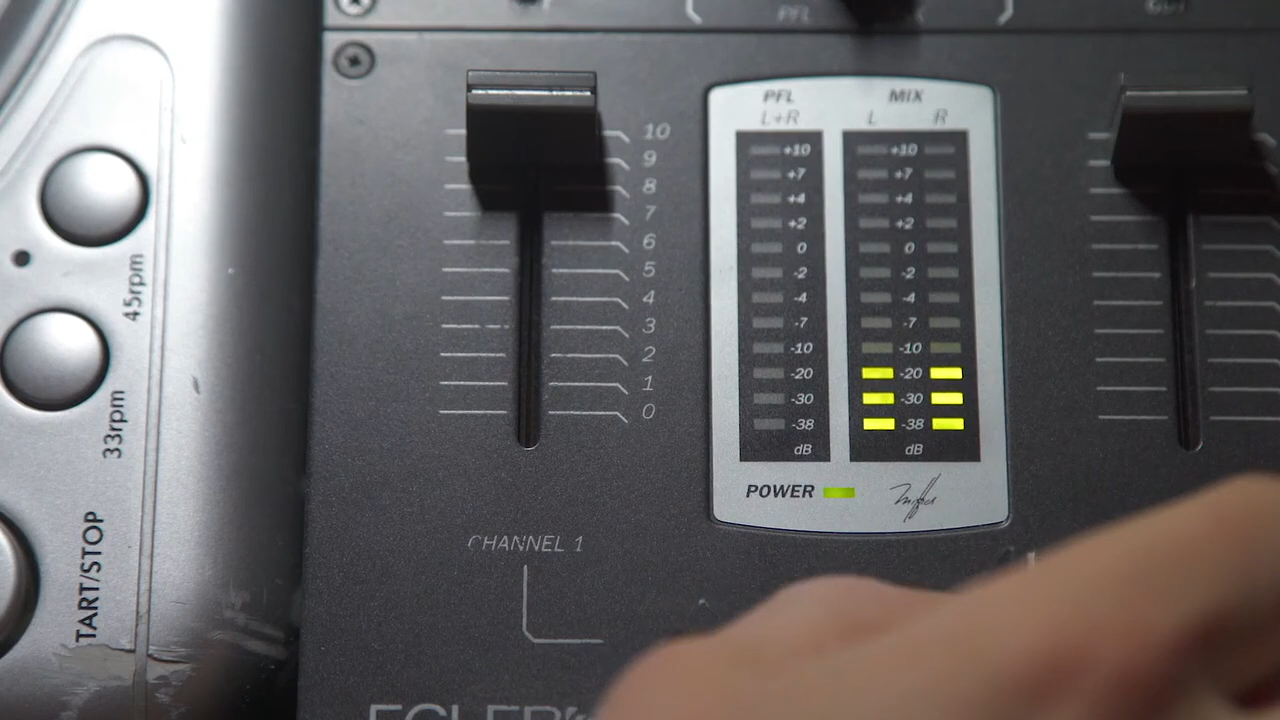 PFL
45rpm
33rpm
TART/STOP
10
9
8
7
6
5
4
3
2
1
0
CHANNEL 1
PFL MIX
L+R L R
+10 +10
+7 +7
+4 +4
+2 +2
0 0
-2 -2
-4 -4
-7 -7
-10 -10
-20 -20
-30 -30
-38 -38
dB dB
POWER
ECLER